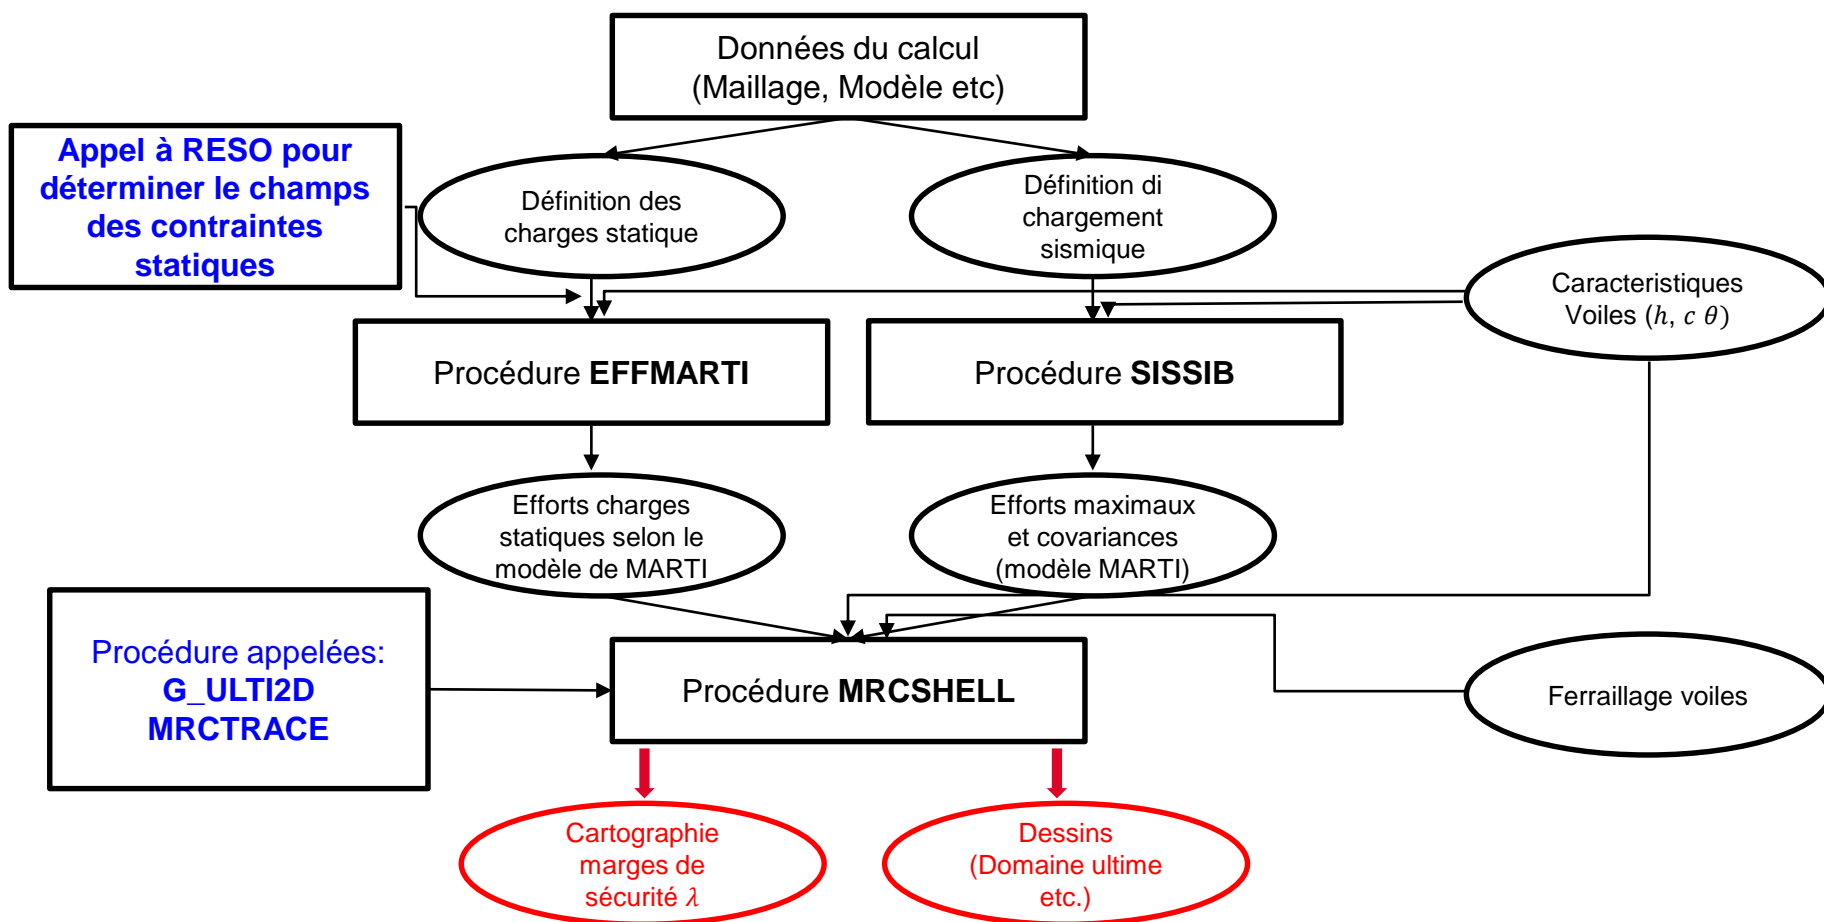 Données du calcul
(Maillage, Modèle etc)
Appel à RESO pour
déterminer le champs
des contraintes
statiques
Définition des
charges statique
Définition di
chargement
sismique
Caracteristiques
Voiles (h, c θ)
Procédure EFFMARTI
Procédure SISSIB
Efforts charges
statiques selon le
modèle de MARTI
Efforts maximaux
et covariances
(modèle MARTI)
Procédure appelées:
G_ULTI2D
MRCTRACE
Procédure MRCSHELL
Ferraillage voiles
Cartographie
marges de
sécurité λ
Dessins
(Domaine ultime
etc.)